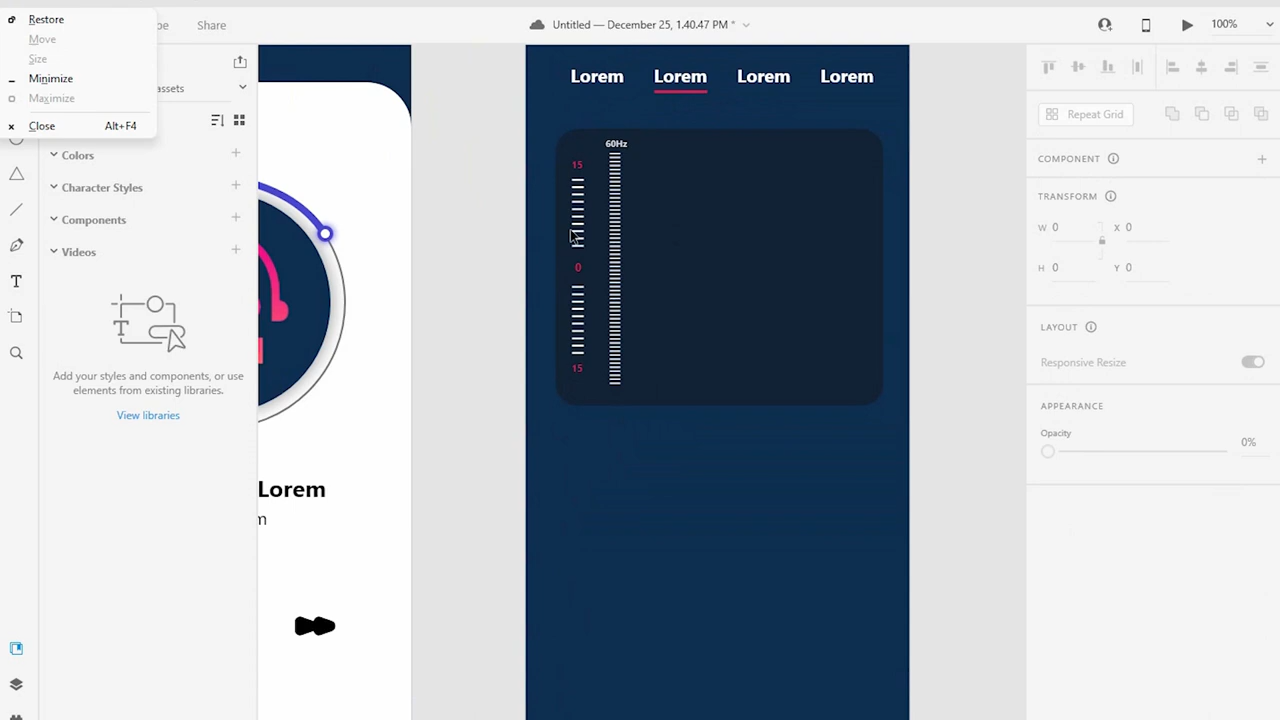 Restore
Move
Size
Minimize
Maximize
Close Alt+F4
pe Share
Untitled — December 25, 1.40.47 PM *
100%
assets
Colors
Character Styles
Components
Videos
Add your styles and components, or use
elements from existing libraries.
View libraries
Lorem
m
Lorem Lorem Lorem Lorem
60Hz
15
0
15
Repeat Grid
COMPONENT
TRANSFORM
W 0 X 0
H 0 Y 0
LAYOUT
Responsive Resize
APPEARANCE
Opacity
0%